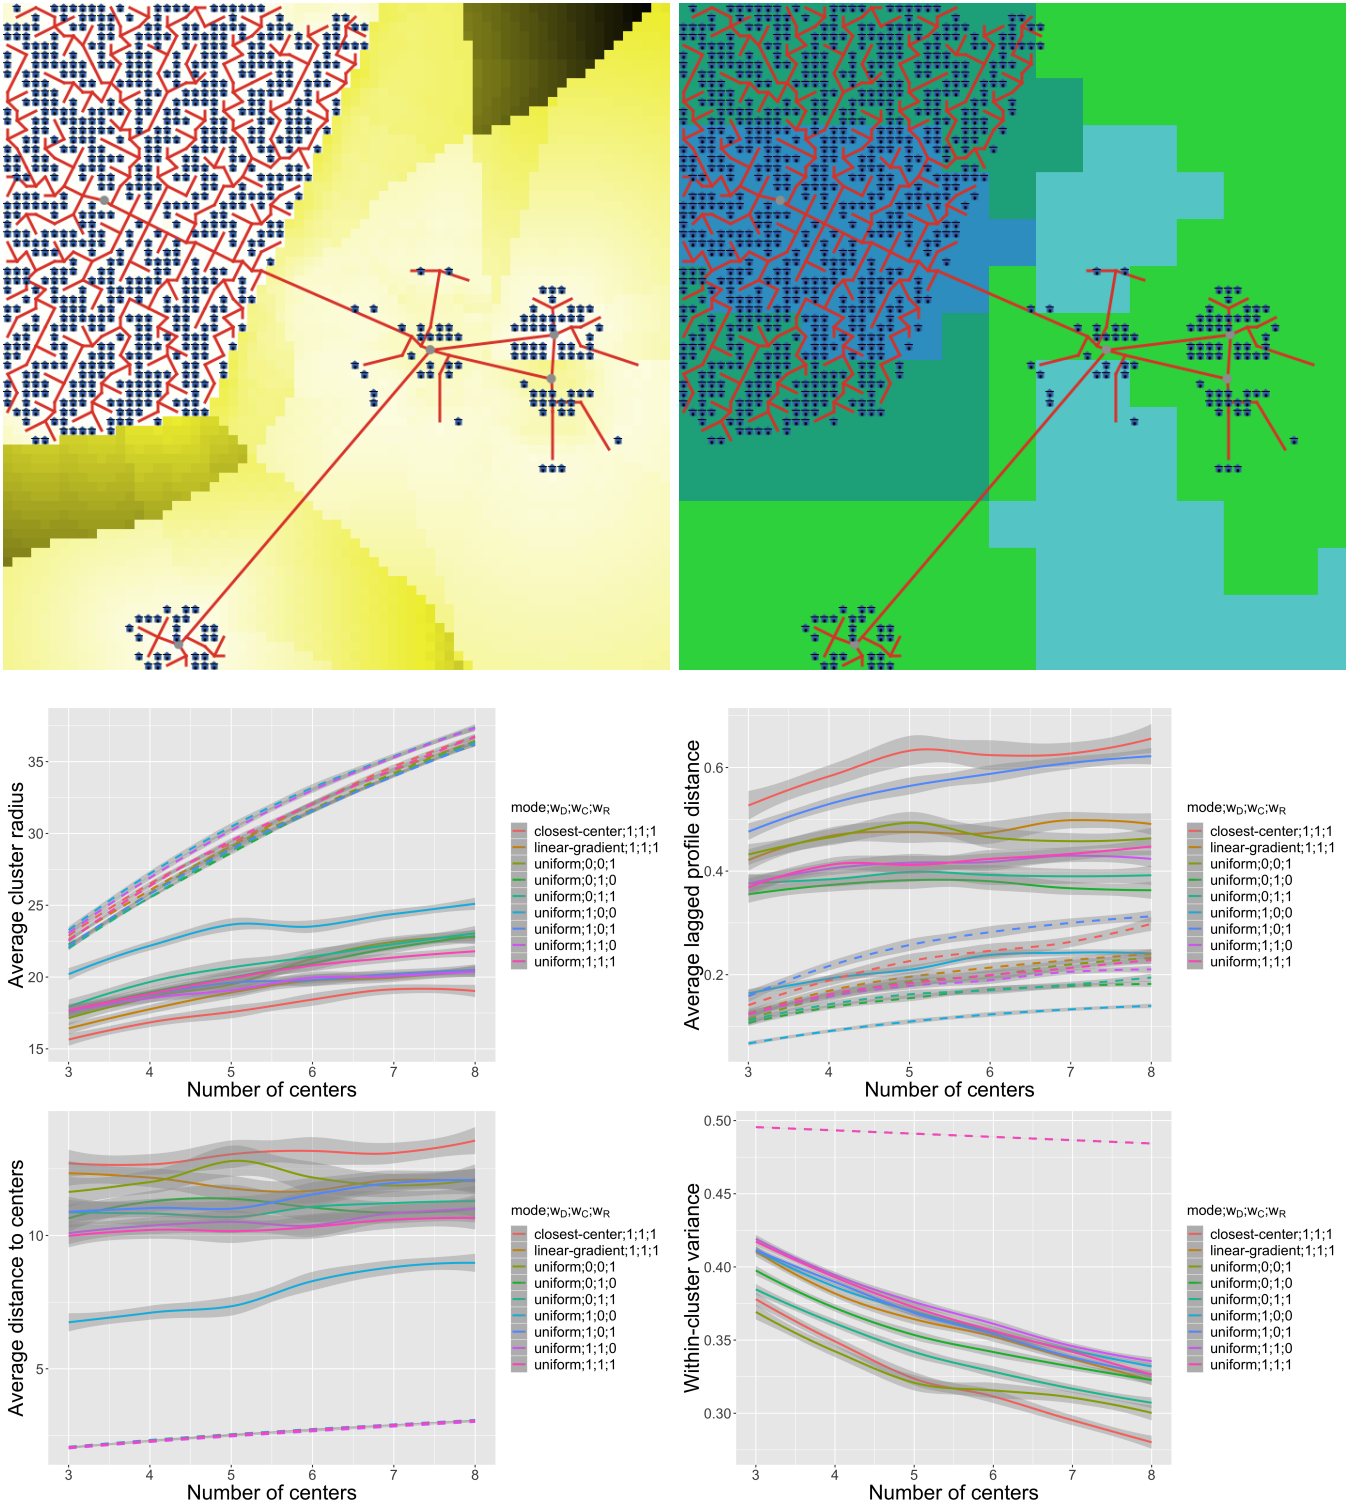 Average cluster radius
35
30
25
20
15
3 4 5 6 7 8
Number of centers
mode;wD;wC;wR
closest-center;1;1;1
linear-gradient;1;1;1
uniform;0;0;1
uniform;0;1;0
uniform;0;1;1
uniform;1;0;0
uniform;1;0;1
uniform;1;1;0
uniform;1;1;1
Average lagged profile distance
0.6
0.4
0.2
3 4 5 6 7 8
Number of centers
mode;wD;wC;wR
closest-center;1;1;1
linear-gradient;1;1;1
uniform;0;0;1
uniform;0;1;0
uniform;0;1;1
uniform;1;0;0
uniform;1;0;1
uniform;1;1;0
uniform;1;1;1
Average distance to centers
10
5
3 4 5 6 7 8
Number of centers
mode;wD;wC;wR
closest-center;1;1;1
linear-gradient;1;1;1
uniform;0;0;1
uniform;0;1;0
uniform;0;1;1
uniform;1;0;0
uniform;1;0;1
uniform;1;1;0
uniform;1;1;1
Within-cluster variance
0.50
0.45
0.40
0.35
0.30
3 4 5 6 7 8
Number of centers
mode;wD;wC;wR
closest-center;1;1;1
linear-gradient;1;1;1
uniform;0;0;1
uniform;0;1;0
uniform;0;1;1
uniform;1;0;0
uniform;1;0;1
uniform;1;1;0
uniform;1;1;1